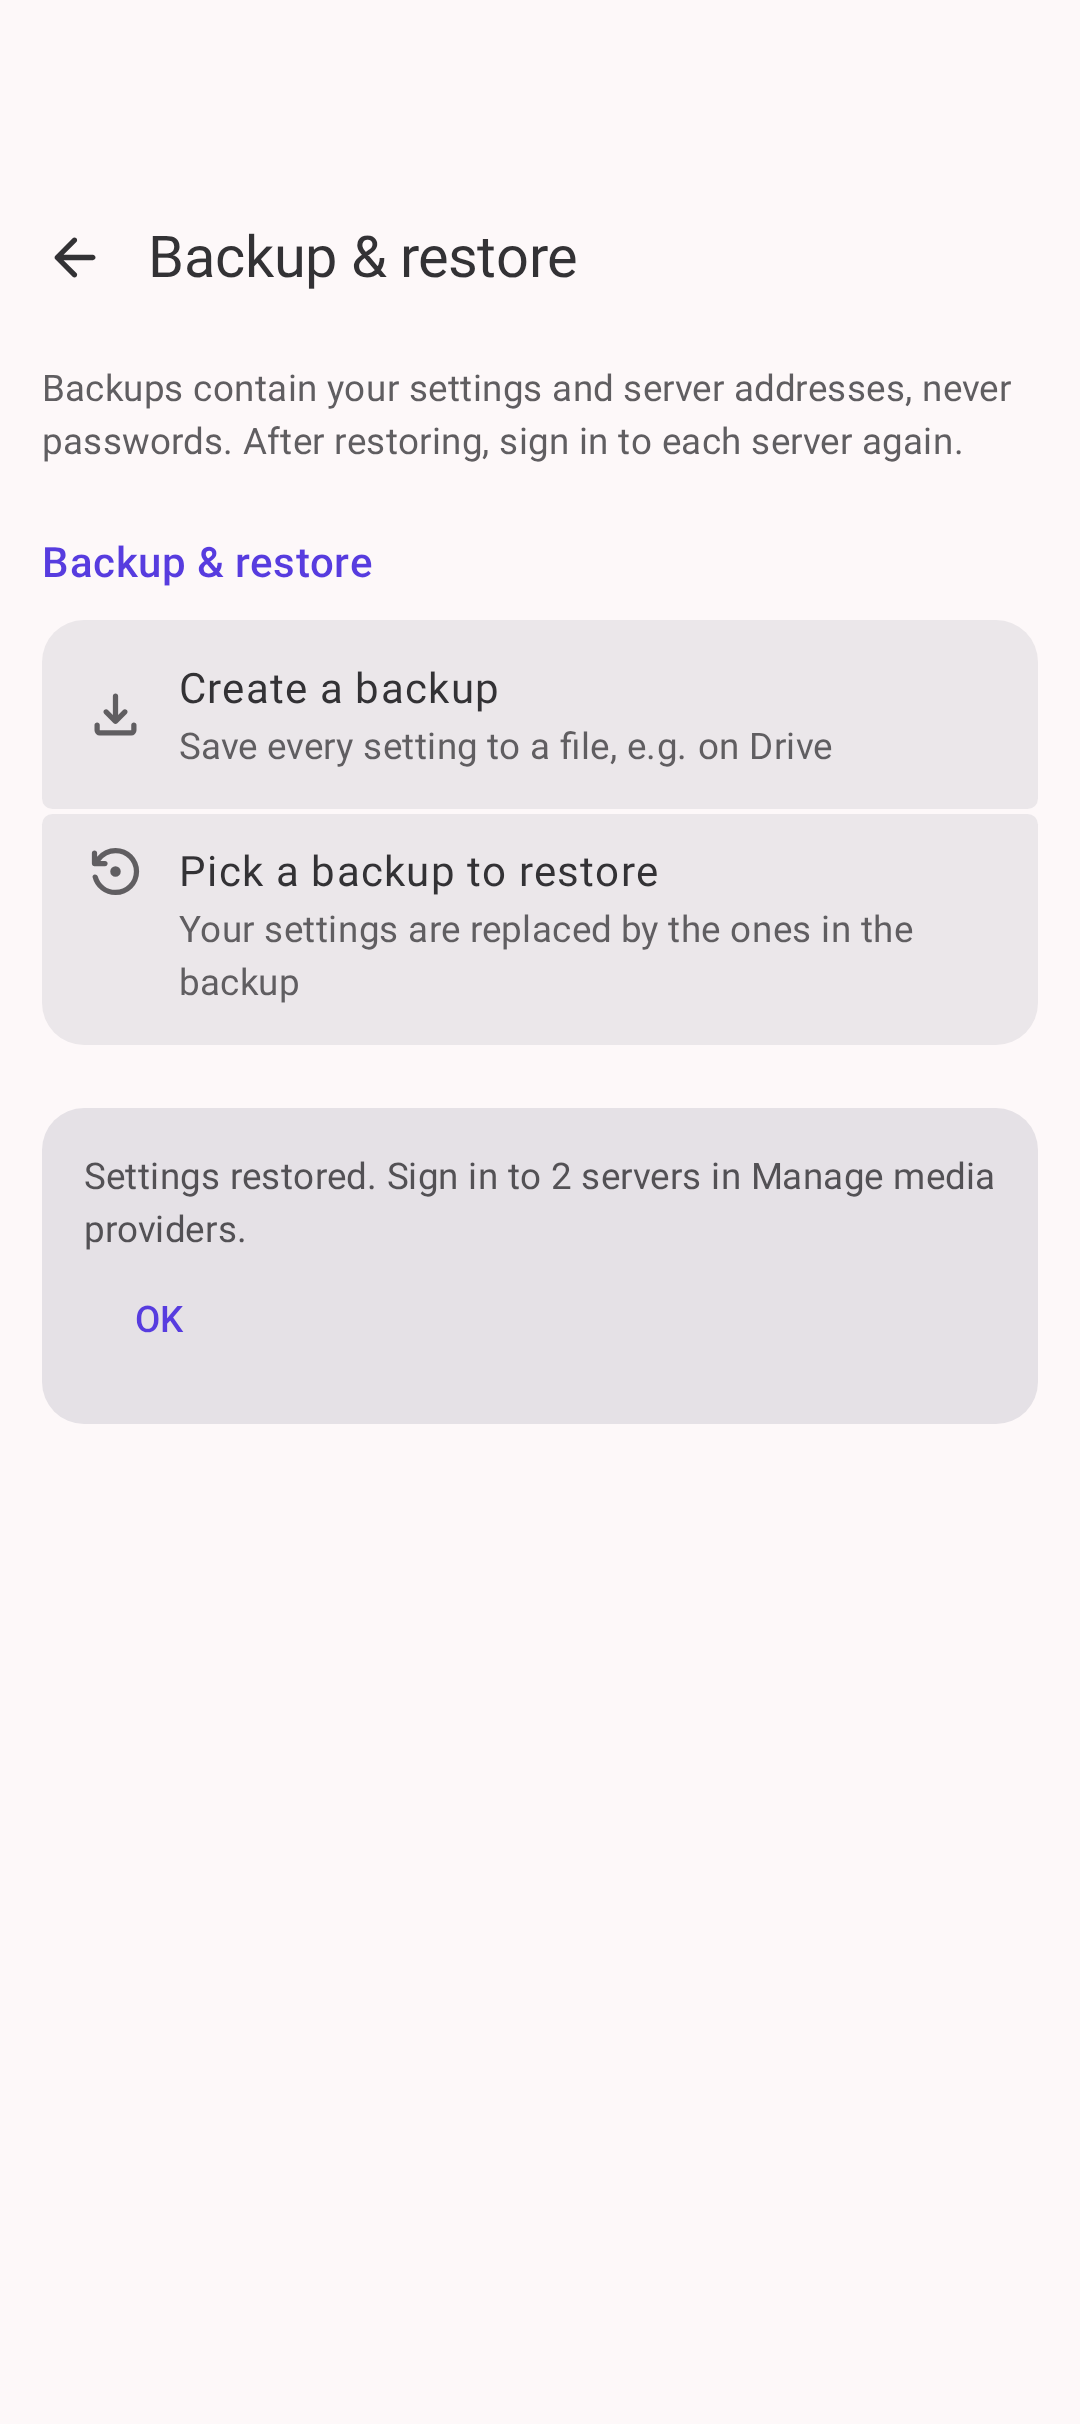 Backup & restore
Backups contain your settings and server addresses, never
passwords. After restoring, sign in to each server again.
Backup & restore
Create a backup
Save every setting to a file, e.g. on Drive
Pick a backup to restore
Your settings are replaced by the ones in the
backup
Settings restored. Sign in to 2 servers in Manage media
providers.
OK